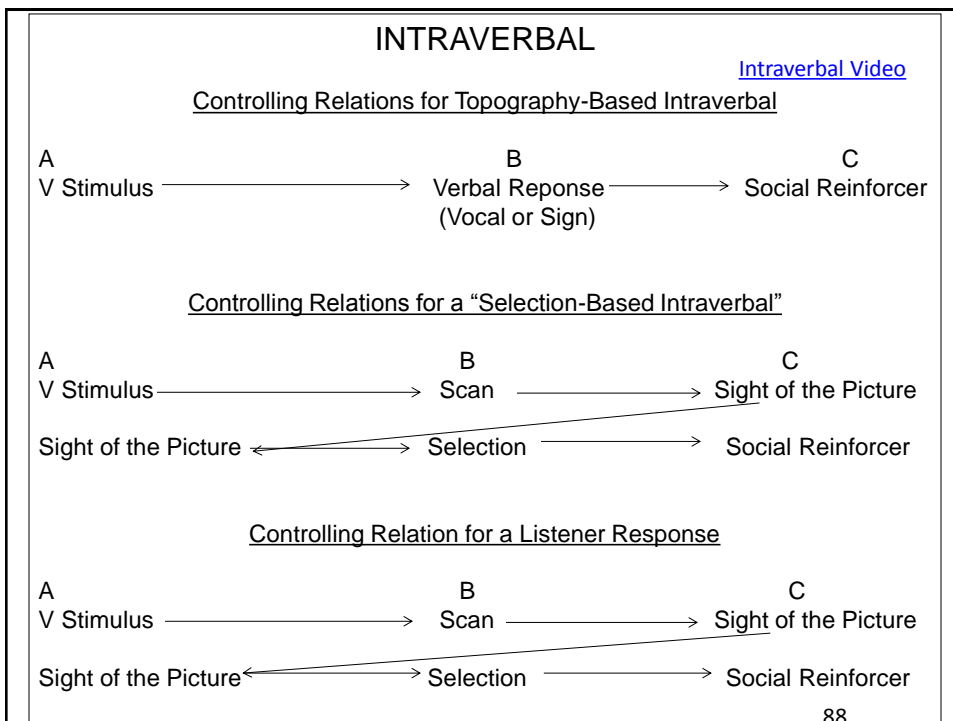 INTRAVERBAL
Intraverbal Video
Controlling Relations for Topography-Based Intraverbal
A B C
V Stimulus Verbal Reponse Social Reinforcer
(Vocal or Sign)
Controlling Relations for a “Selection-Based Intraverbal”
A B C
V Stimulus Scan Sight of the Picture
Sight of the Picture Selection Social Reinforcer
Controlling Relation for a Listener Response
A B C
V Stimulus Scan Sight of the Picture
Sight of the Picture Selection Social Reinforcer
88